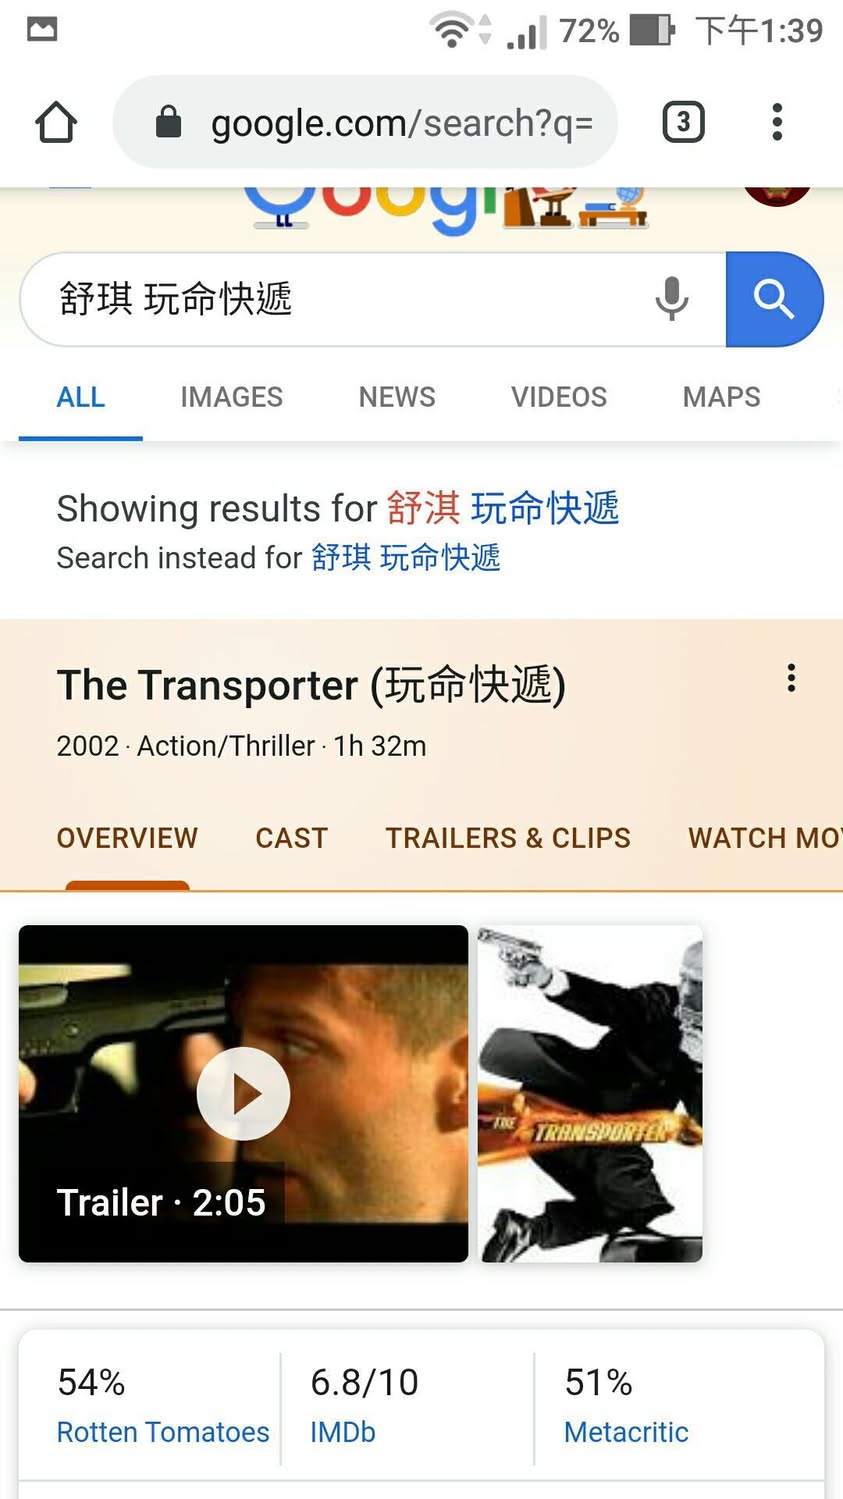 72% 下午1:39
google.com/search?q=
3
Google
舒琪 玩命快遞
ALL IMAGES NEWS VIDEOS MAPS
Showing results for 舒淇 玩命快遞
Search instead for 舒琪 玩命快遞
The Transporter (玩命快遞)
2002 · Action/Thriller · 1h 32m
OVERVIEW CAST TRAILERS & CLIPS WATCH MOV
THE TRANSPORTER
Trailer · 2:05
54% 6.8/10 51%
Rotten Tomatoes IMDb Metacritic